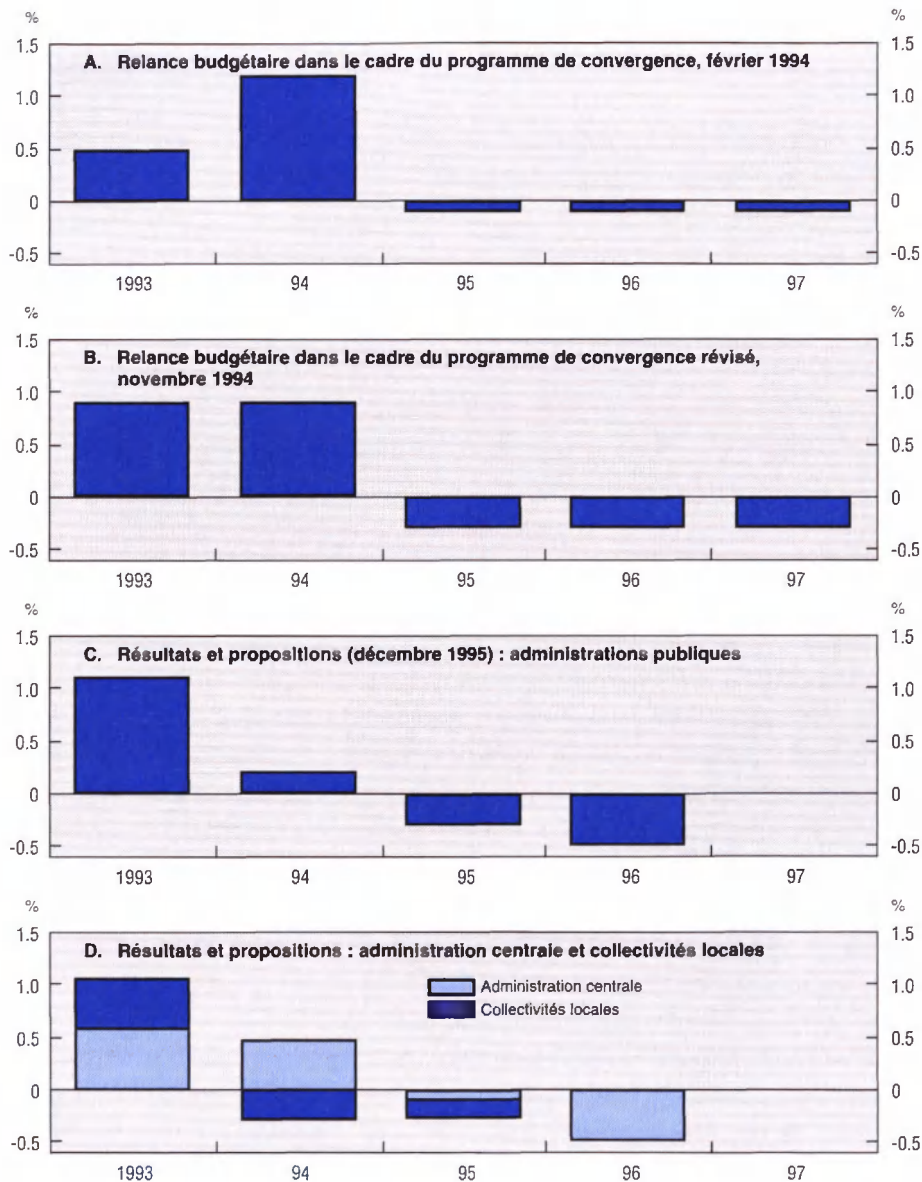 % %
1.5 1.5
A. Relance budgétaire dans le cadre du programme de convergence, février 1994
1.0 1.0
0.5 0.5
0 0
-0.5 -0.5
1993 94 95 96 97
% %
1.5 1.5
B. Relance budgétaire dans le cadre du programme de convergence révisé,
novembre 1994
1.0 1.0
0.5 0.5
0 0
-0.5 -0.5
1993 94 95 96 97
% %
1.5 1.5
C. Résultats et propositions (décembre 1995) : administrations publiques
1.0 1.0
0.5 0.5
0 0
-0.5 -0.5
1993 94 95 96 97
% %
1.5 1.5
D. Résultats et propositions : administration centrale et collectivités locales
1.0 1.0
Administration centrale
Collectivités locales
0.5 0.5
0 0
-0.5 -0.5
1993 94 95 96 97